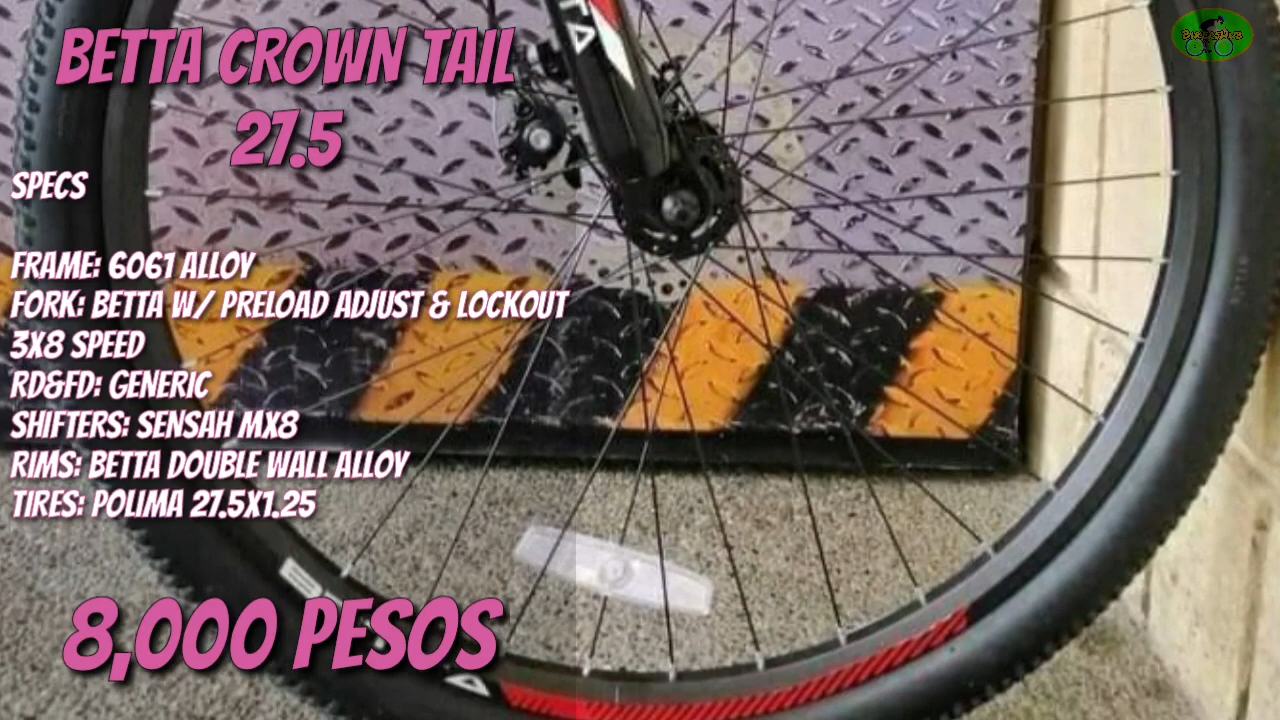 BETTA CROWN TAIL
27.5
SPECS
FRAME: 6061 ALLOY
FORK: BETTA W/ PRELOAD ADJUST & LOCKOUT
3X8 SPEED
RD&FD: GENERIC
SHIFTERS: SENSAH MX8
RIMS: BETTA DOUBLE WALL ALLOY
TIRES: POLIMA 27.5X1.25
8,000 PESOS